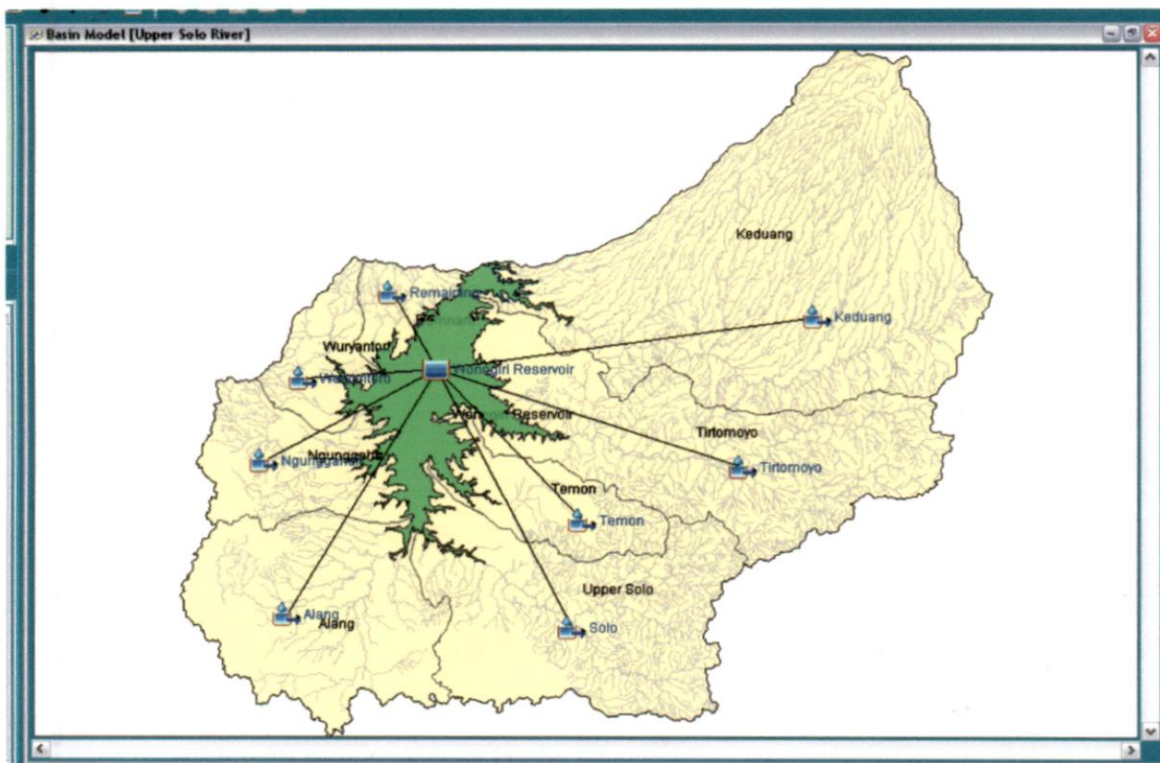 Basin Model [Upper Solo River]
Keduang
Remaining
Keduang
Wuryantoro
Wonogiri Reservoir
Reservoir
Tirtomoyo
Ngunggahan
Tirtomoyo
Temon
Temon
Upper Solo
Alang
Alang
Solo